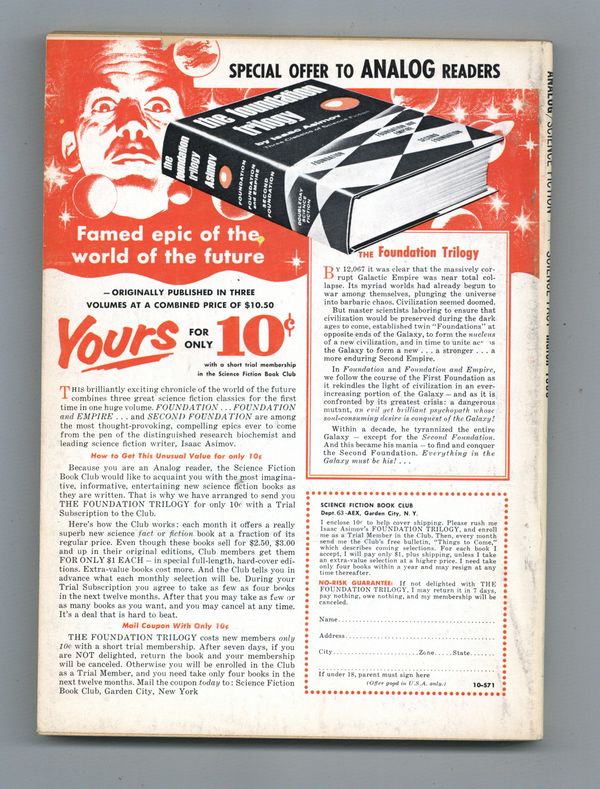 SPECIAL OFFER TO ANALOG READERS
the foundation
trilogy
by Isaac Asimov
Three Classics of Science Fiction
the
foundation
trilogy
Asimov
FOUNDATION
FOUNDATION
and EMPIRE
SECOND
FOUNDATION
DOUBLEDAY
SCIENCE
FICTION
FOUNDATION
FOUNDATION AND
EMPIRE
SECOND
FOUNDATION
Famed epic of the
world of the future
—ORIGINALLY PUBLISHED IN THREE
VOLUMES AT A COMBINED PRICE OF $10.50
Yours FOR
ONLY 10¢
with a short trial membership
in the Science Fiction Book Club
THIS brilliantly exciting chronicle of the world of the future
combines three great science fiction classics for the first
time in one huge volume. FOUNDATION . . . FOUNDATION
and EMPIRE . . . and SECOND FOUNDATION are among
the most thought-provoking, compelling epics ever to come
from the pen of the distinguished research biochemist and
leading science fiction writer, Isaac Asimov.
How to Get This Unusual Value for only 10¢
Because you are an Analog reader, the Science Fiction
Book Club would like to acquaint you with the most imagina-
tive, informative, entertaining new science fiction books as
they are written. That is why we have arranged to send you
THE FOUNDATION TRILOGY for only 10¢ with a Trial
Subscription to the Club.
Here's how the Club works: each month it offers a really
superb new science fact or fiction book at a fraction of its
regular price. Even though these books sell for $2.50, $3.00
and up in their original editions, Club members get them
FOR ONLY $1 EACH — in special full-length, hard-cover edi-
tions. Extra-value books cost more. And the Club tells you in
advance what each monthly selection will be. During your
Trial Subscription you agree to take as few as four books
in the next twelve months. After that you may take as few or
as many books as you want, and you may cancel at any time.
It's a deal that is hard to beat.
Mail Coupon With Only 10¢
THE FOUNDATION TRILOGY costs new members only
10¢ with a short trial membership. After seven days, if you
are NOT delighted, return the book and your membership
will be canceled. Otherwise you will be enrolled in the Club
as a Trial Member, and you need take only four books in the
next twelve months. Mail the coupon today to: Science Fiction
Book Club, Garden City, New York
THE Foundation Trilogy
BY 12,067 it was clear that the massively cor-
rupt Galactic Empire was near total col-
lapse. Its myriad worlds had already begun to
war among themselves, plunging the universe
into barbaric chaos. Civilization seemed doomed.
But master scientists laboring to ensure that
civilization would be preserved during the dark
ages to come, established twin "Foundations" at
opposite ends of the Galaxy, to form the nucleus
of a new civilization, and in time to unite
the Galaxy to form a new . . . a stronger . . . a
more enduring Second Empire.
In Foundation and Foundation and Empire,
we follow the course of the First Foundation as
it rekindles the light of civilization in an ever-
increasing portion of the Galaxy — and as it is
confronted by its greatest crisis: a dangerous
mutant, an evil yet brilliant psychopath whose
soul-consuming desire is conquest of the Galaxy!
Within a decade, he tyrannized the entire
Galaxy — except for the Second Foundation.
And this became his mania — to find and conquer
the Second Foundation. Everything in the
Galaxy must be his! . . .
SCIENCE FICTION BOOK CLUB
Dept. 63-AEX, Garden City, N. Y.
I enclose 10¢ to help cover shipping. Please rush me
Isaac Asimov's FOUNDATION TRILOGY, and enroll
me as a Trial Member in the Club. Then, every month
send me the Club's free bulletin, "Things to Come,"
which describes coming selections. For each book I
accept, I will pay only $1, plus shipping, unless I take
an extra-value selection at a higher price. I need take
only four books within a year and may resign at any
time thereafter.
NO-RISK GUARANTEE: If not delighted with THE
FOUNDATION TRILOGY, I may return it in 7 days,
pay nothing, owe nothing, and my membership will be
canceled.
Name
Address
City Zone State
If under 18, parent must sign here
(Offer good in U.S.A. only.) 10-S71
ANALOG/SCIENCE FICTION